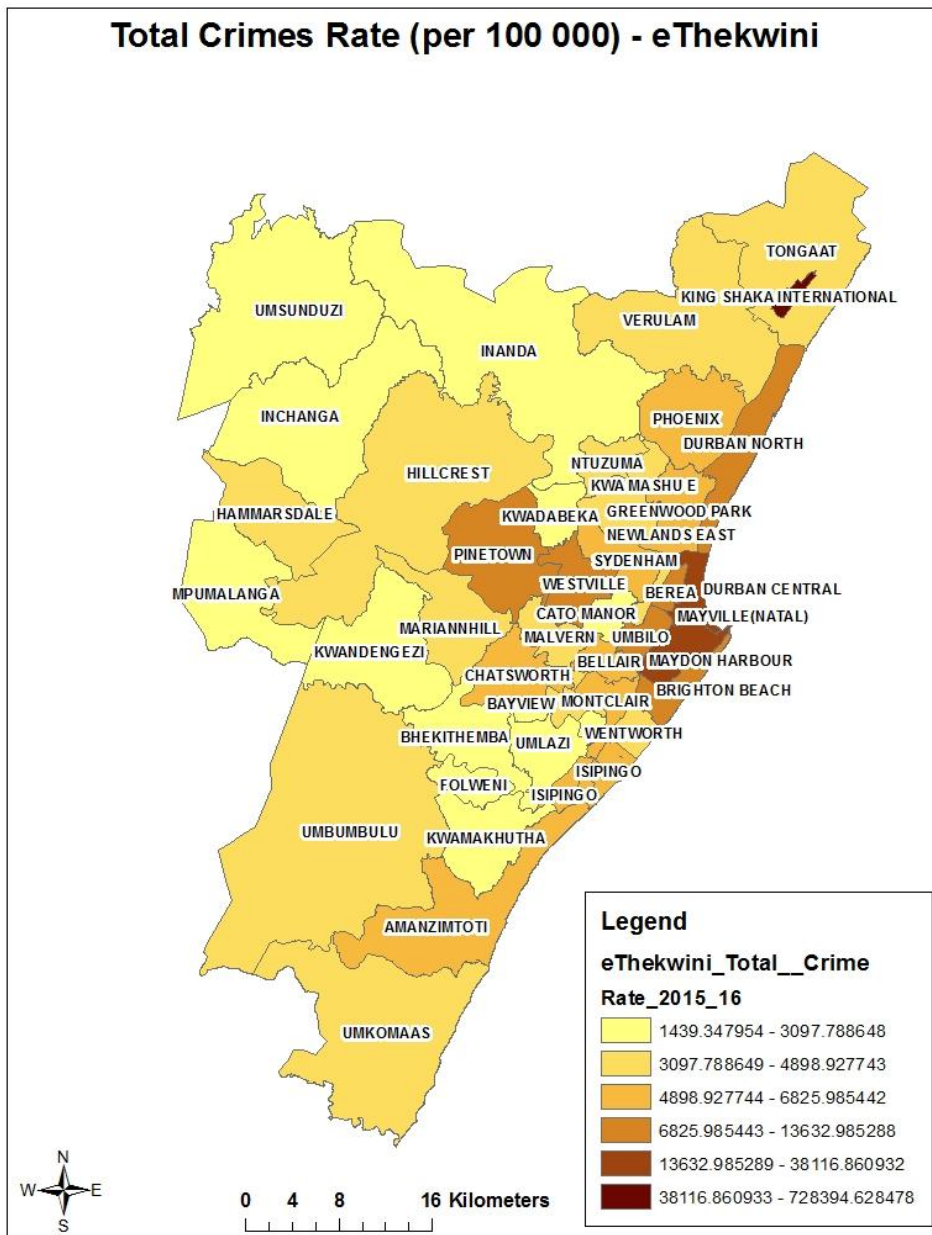 Total Crimes Rate (per 100 000) - eThekwini
TONGAAT
KING SHAKA INTERNATIONAL
UMSUNDUZI
VERULAM
INANDA
INCHANGA
PHOENIX
DURBAN NORTH
HILLCREST
NTUZUMA
KWA MASHU E
HAMMARSDALE
KWADABEKA
GREENWOOD PARK
NEWLANDS EAST
PINETOWN
SYDENHAM
WESTVILLE
MPUMALANGA
BEREA
DURBAN CENTRAL
CATO MANOR
MAYVILLE(NATAL)
MARIANNHILL
MALVERN
UMBILO
KWANDENGEZI
BELLAIR
MAYDON HARBOUR
CHATSWORTH
BRIGHTON BEACH
BAYVIEW
MONTCLAIR
BHEKITHEMBA
UMLAZI
WENTWORTH
ISIPINGO
FOLWENI
ISIPINGO
UMBUMBULU
KWAMAKHUTHA
AMANZIMTOTI
UMKOMAAS
Legend
eThekwini_Total__Crime
Rate_2015_16
1439.347954 - 3097.788648
3097.788649 - 4898.927743
4898.927744 - 6825.985442
6825.985443 - 13632.985288
13632.985289 - 38116.860932
38116.860933 - 728394.628478
N
W E
S
0 4 8 16 Kilometers